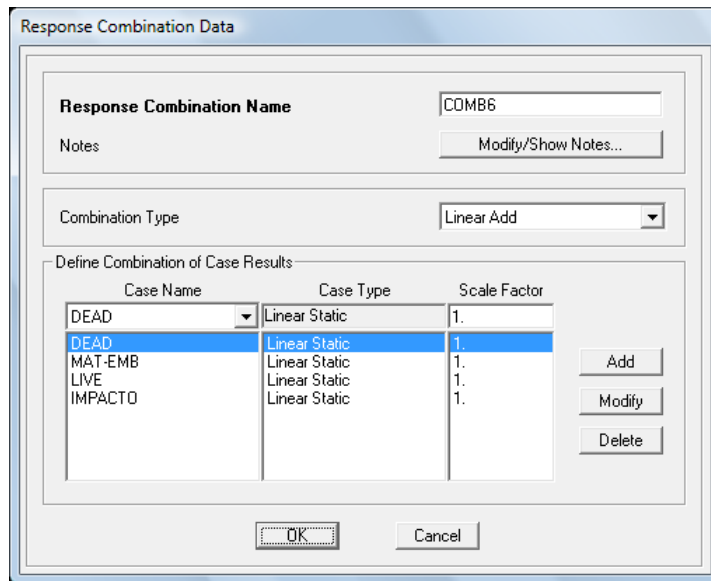 Response Combination Data
Response Combination Name COMB6
Notes Modify/Show Notes...
Combination Type Linear Add
Define Combination of Case Results
Case Name Case Type Scale Factor
DEAD Linear Static 1.
DEAD Linear Static 1.
MAT-EMB Linear Static 1.
LIVE Linear Static 1.
IMPACTO Linear Static 1.
Add
Modify
Delete
OK Cancel